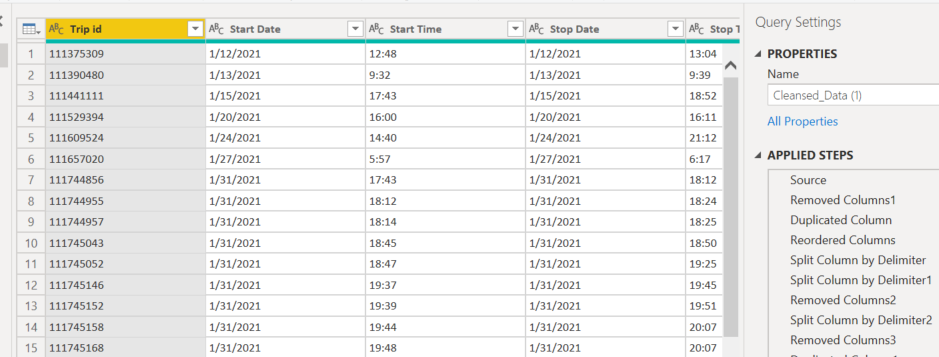 ABC Trip id ABC Start Date ABC Start Time ABC Stop Date ABC Stop T
1 111375309 1/12/2021 12:48 1/12/2021 13:04
2 111390480 1/13/2021 9:32 1/13/2021 9:39
3 111441111 1/15/2021 17:43 1/15/2021 18:52
4 111529394 1/20/2021 16:00 1/20/2021 16:11
5 111609524 1/24/2021 14:40 1/24/2021 21:12
6 111657020 1/27/2021 5:57 1/27/2021 6:17
7 111744856 1/31/2021 17:43 1/31/2021 18:12
8 111744955 1/31/2021 18:12 1/31/2021 18:24
9 111744957 1/31/2021 18:14 1/31/2021 18:25
10 111745043 1/31/2021 18:45 1/31/2021 18:50
11 111745052 1/31/2021 18:47 1/31/2021 19:25
12 111745146 1/31/2021 19:37 1/31/2021 19:45
13 111745152 1/31/2021 19:39 1/31/2021 19:51
14 111745158 1/31/2021 19:44 1/31/2021 20:07
15 111745168 1/31/2021 19:48 1/31/2021 20:07
Query Settings
PROPERTIES
Name
Cleansed_Data (1)
All Properties
APPLIED STEPS
Source
Removed Columns1
Duplicated Column
Reordered Columns
Split Column by Delimiter
Split Column by Delimiter1
Removed Columns2
Split Column by Delimiter2
Removed Columns3